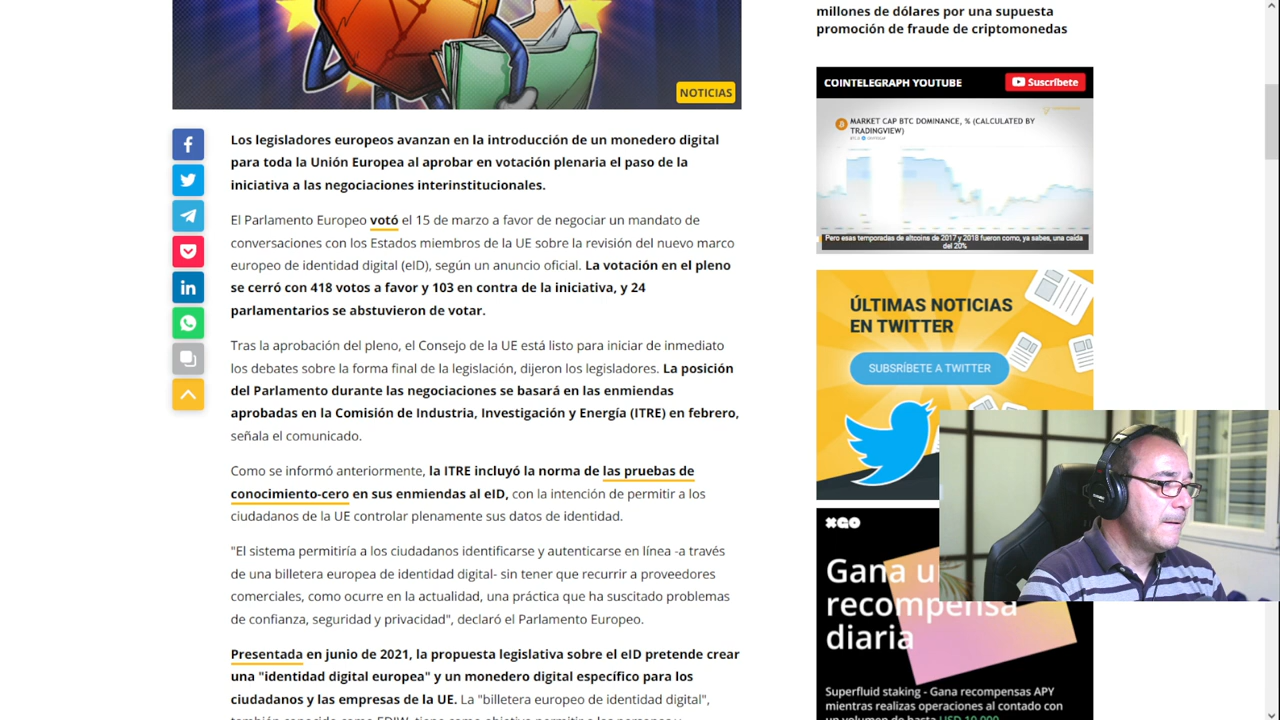 millones de dólares por una supuesta
promoción de fraude de criptomonedas
NOTICIAS
COINTELEGRAPH YOUTUBE
Suscríbete
MARKET CAP BTC DOMINANCE, % (CALCULATED BY
TRADINGVIEW)
Pero esas temporadas de altcoins de 2017 y 2018 fueron como, ya sabes, una caída
del 20%
Los legisladores europeos avanzan en la introducción de un monedero digital
para toda la Unión Europea al aprobar en votación plenaria el paso de la
iniciativa a las negociaciones interinstitucionales.
El Parlamento Europeo votó el 15 de marzo a favor de negociar un mandato de
conversaciones con los Estados miembros de la UE sobre la revisión del nuevo marco
europeo de identidad digital (eID), según un anuncio oficial. La votación en el pleno
se cerró con 418 votos a favor y 103 en contra de la iniciativa, y 24
parlamentarios se abstuvieron de votar.
Tras la aprobación del pleno, el Consejo de la UE está listo para iniciar de inmediato
los debates sobre la forma final de la legislación, dijeron los legisladores. La posición
del Parlamento durante las negociaciones se basará en las enmiendas
aprobadas en la Comisión de Industria, Investigación y Energía (ITRE) en febrero,
señala el comunicado.
Como se informó anteriormente, la ITRE incluyó la norma de las pruebas de
conocimiento-cero en sus enmiendas al eID, con la intención de permitir a los
ciudadanos de la UE controlar plenamente sus datos de identidad.
"El sistema permitiría a los ciudadanos identificarse y autenticarse en línea -a través
de una billetera europea de identidad digital- sin tener que recurrir a proveedores
comerciales, como ocurre en la actualidad, una práctica que ha suscitado problemas
de confianza, seguridad y privacidad", declaró el Parlamento Europeo.
Presentada en junio de 2021, la propuesta legislativa sobre el eID pretende crear
una "identidad digital europea" y un monedero digital específico para los
ciudadanos y las empresas de la UE. La "billetera europeo de identidad digital",
ÚLTIMAS NOTICIAS
EN TWITTER
SUBSRÍBETE A TWITTER
Gana
recompensa
diaria
Superfluid staking - Gana recompensas APY
mientras realizas operaciones al contado con
un volumen de hasta USD 10,000